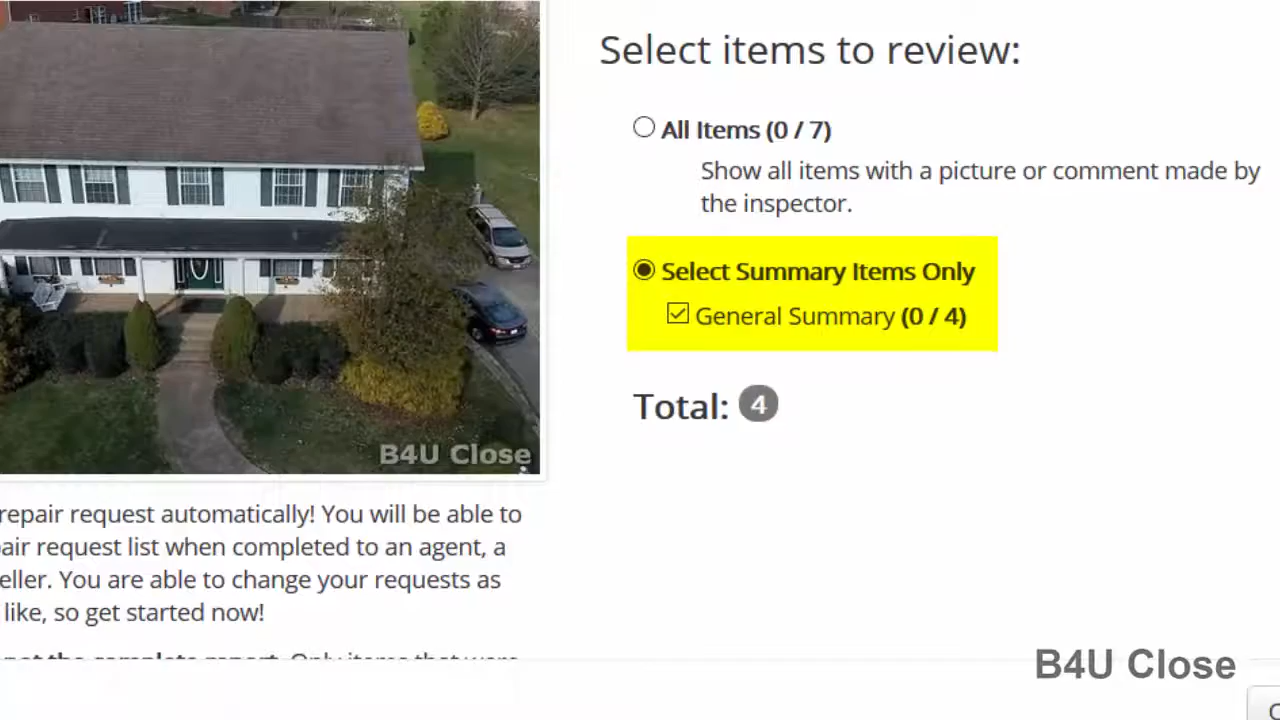 Select items to review:
All Items (0 / 7)
Show all items with a picture or comment made by
the inspector.
Select Summary Items Only
General Summary (0 / 4)
Total: 4
B4U Close
repair request automatically! You will be able to
air request list when completed to an agent, a
eller. You are able to change your requests as
like, so get started now!
B4U Close